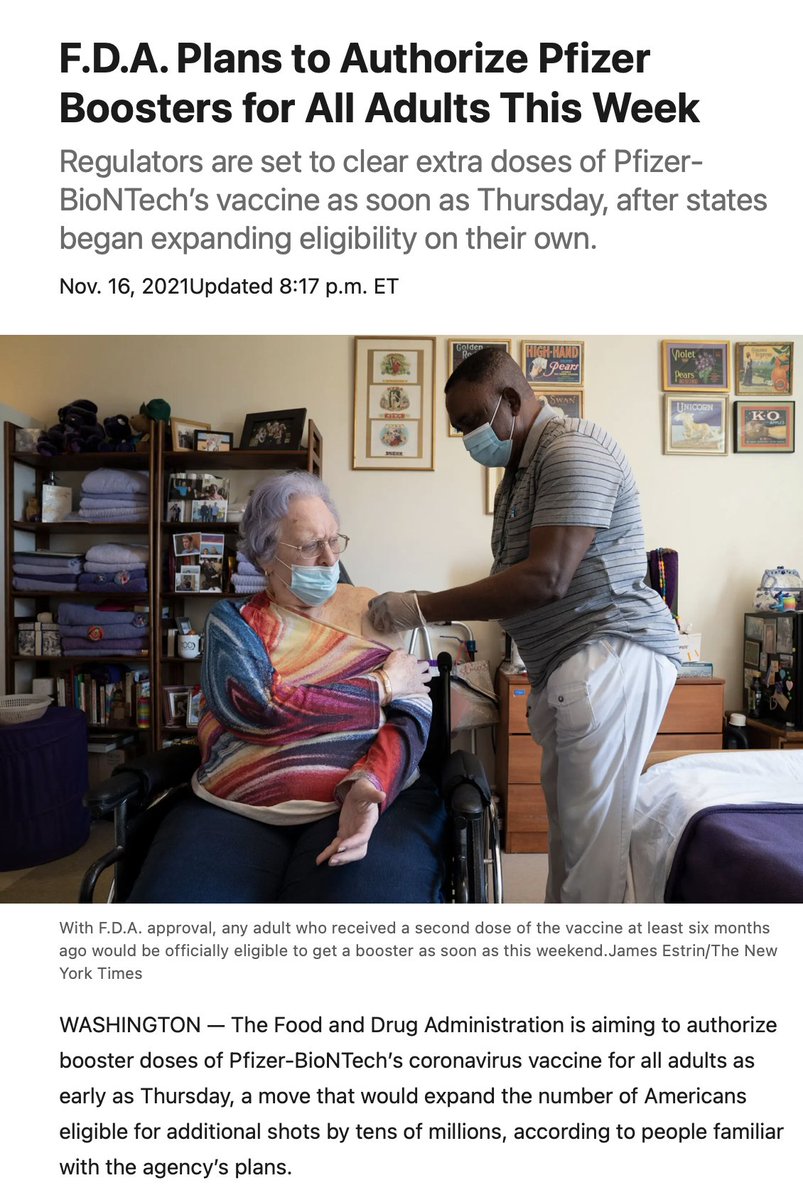 F.D.A. Plans to Authorize Pfizer
Boosters for All Adults This Week
Regulators are set to clear extra doses of Pfizer-
BioNTech’s vaccine as soon as Thursday, after states
began expanding eligibility on their own.
Nov. 16, 2021Updated 8:17 p.m. ET
HIGH-HAND
Pears
Violet
Pears
SWAN
UNICORN
K-O
With F.D.A. approval, any adult who received a second dose of the vaccine at least six months
ago would be officially eligible to get a booster as soon as this weekend.James Estrin/The New
York Times
WASHINGTON — The Food and Drug Administration is aiming to authorize
booster doses of Pfizer-BioNTech’s coronavirus vaccine for all adults as
early as Thursday, a move that would expand the number of Americans
eligible for additional shots by tens of millions, according to people familiar
with the agency’s plans.